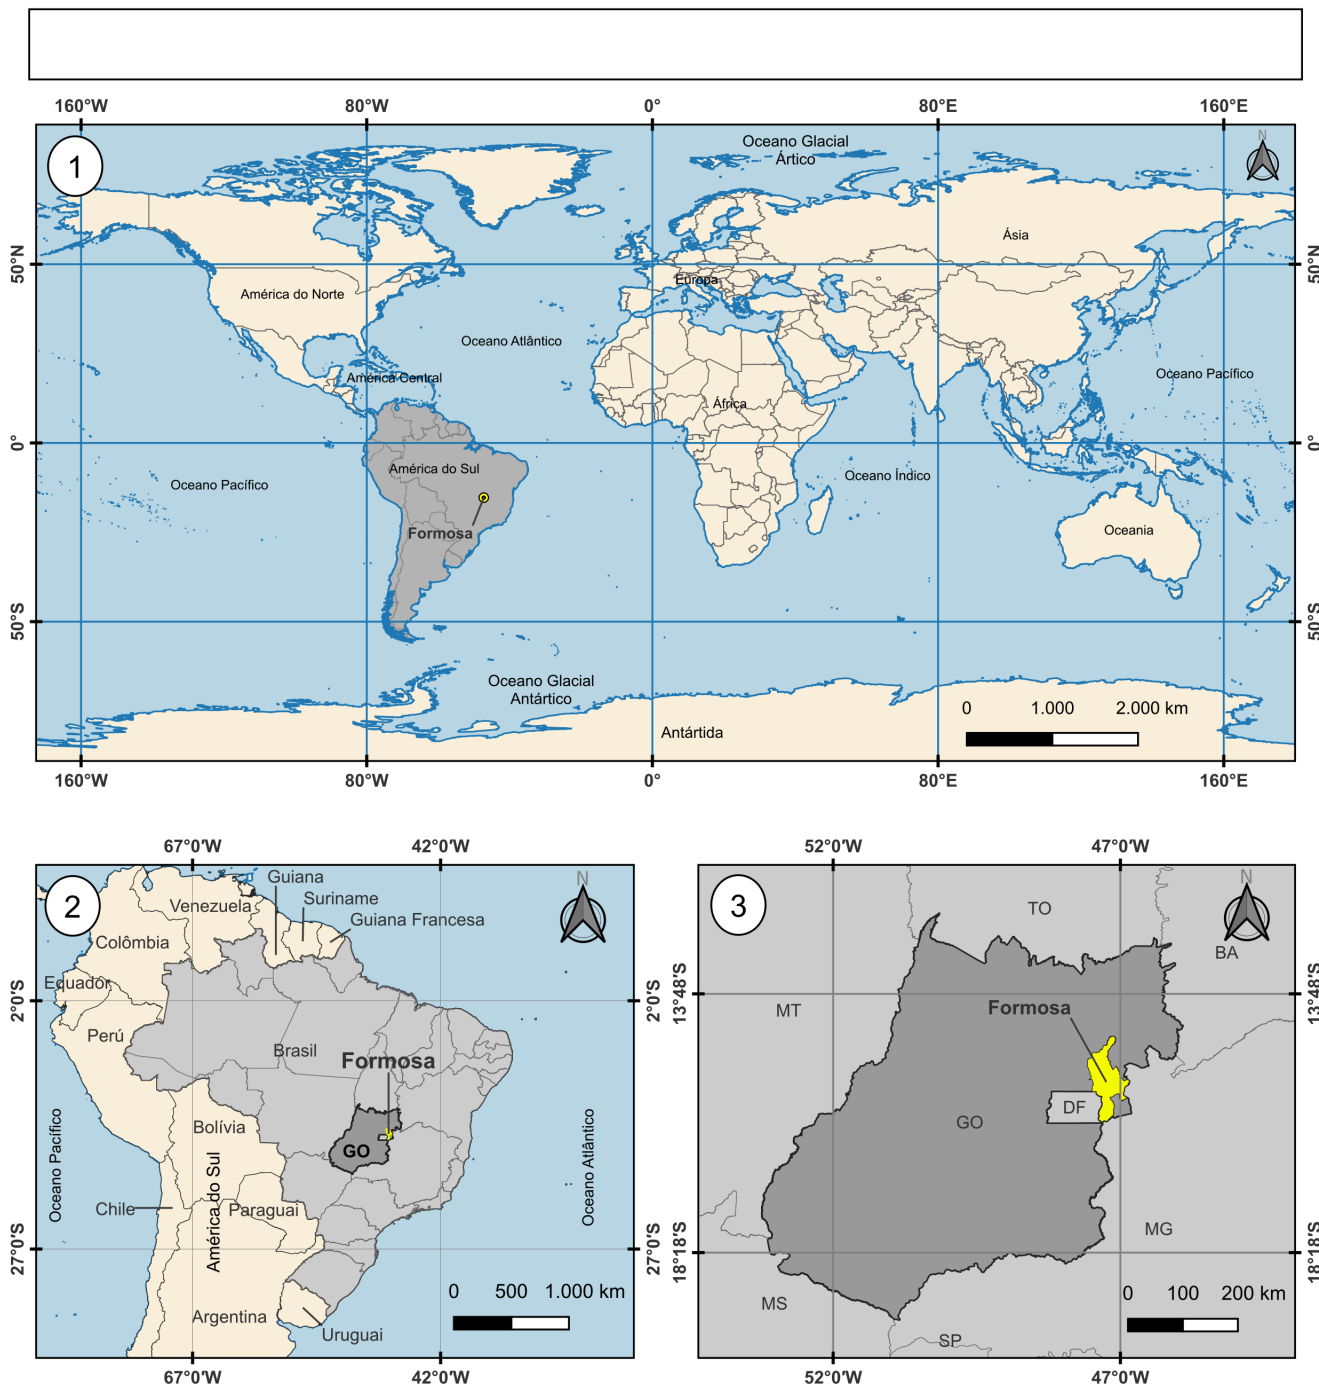 160°W 80°W 0° 80°E 160°E
1
Oceano Glacial
Ártico
N
Ásia
50°N
50°N
Europa
América do Norte
Oceano Atlântico
América Central
Oceano Pacífico
África
0°
0°
América do Sul
Oceano Índico
Oceano Pacífico
Formosa
Oceania
50°S
50°S
Oceano Glacial
Antártico
0 1.000 2.000 km
Antártida
160°W 80°W 0° 80°E 160°E
67°0'W 42°0'W
2
Guiana
N
Suriname
Venezuela
Guiana Francesa
Colômbia
Equador
2°0'S
2°0'S
Perú
Brasil
Formosa
Bolívia
GO
Oceano Pacífico
Oceano Atlântico
América do Sul
Chile
Paraguai
27°0'S
27°0'S
0 500 1.000 km
Argentina
Uruguai
67°0'W 42°0'W
52°0'W 47°0'W
3
N
TO
BA
13°48'S
13°48'S
MT
Formosa
DF
GO
MG
18°18'S
18°18'S
0 100 200 km
MS
SP
52°0'W 47°0'W